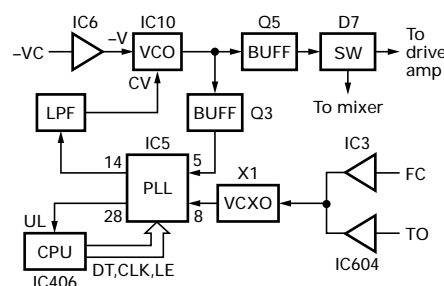 IC6
IC10
Q5
D7
–VC
–V
VCO
BUFF
SW
To
drive
amp
CV
LPF
BUFF
Q3
To mixer
IC5
14
5
PLL
X1
IC3
FC
28
8
VCXO
UL
CPU
DT,CLK,LE
IC604
TO
IC406